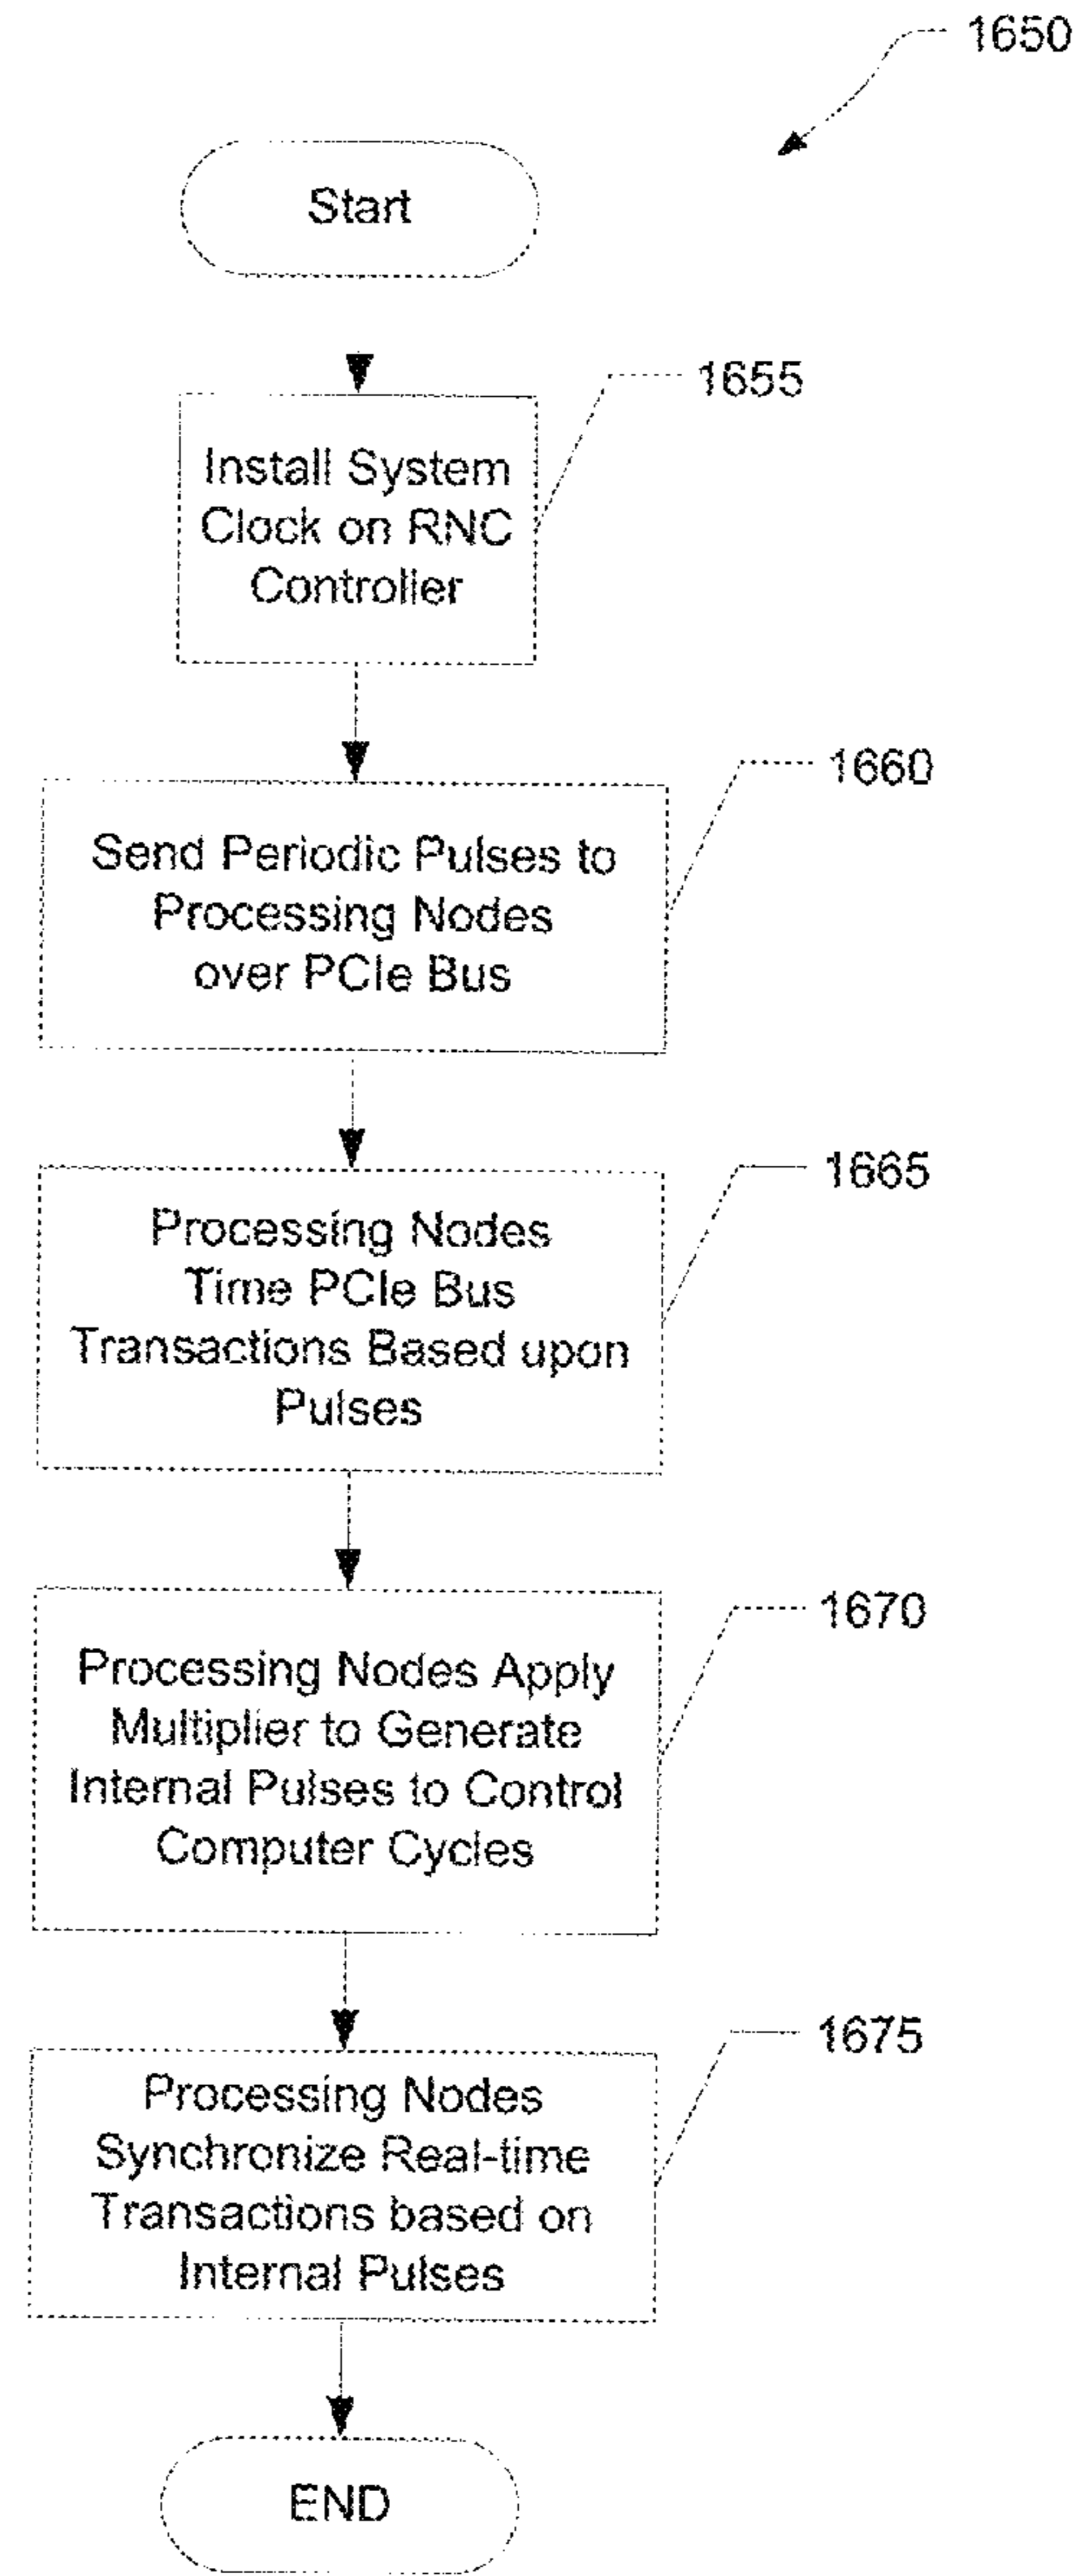 1650
Start
1655
Install System
Clock on RNC
Controller
1660
Send Periodic Pulses to
Processing Nodes
over PCIe Bus
1665
Processing Nodes
Time PCIe Bus
Transactions Based upon
Pulses
1670
Processing Nodes Apply
Multiplier to Generate
Internal Pulses to Control
Computer Cycles
1675
Processing Nodes
Synchronize Real-time
Transactions based on
Internal Pulses
END